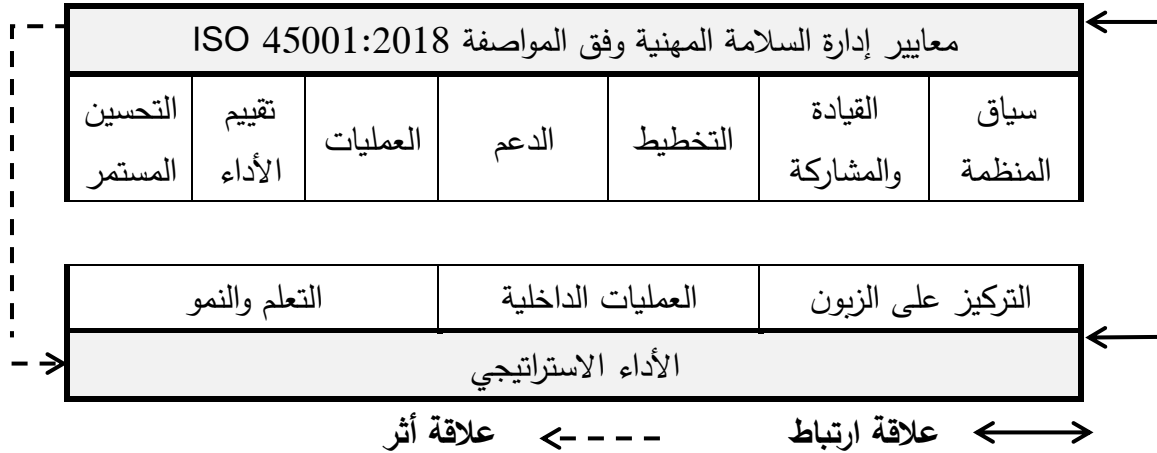 معايير إدارة السلامة المهنية وفق المواصفة ISO 45001:2018
سياق المنظمة
القيادة والمشاركة
التخطيط
الدعم
العمليات
تقييم الأداء
التحسين المستمر
التركيز على الزبون
العمليات الداخلية
التعلم والنمو
الأداء الاستراتيجي
علاقة ارتباط
علاقة أثر